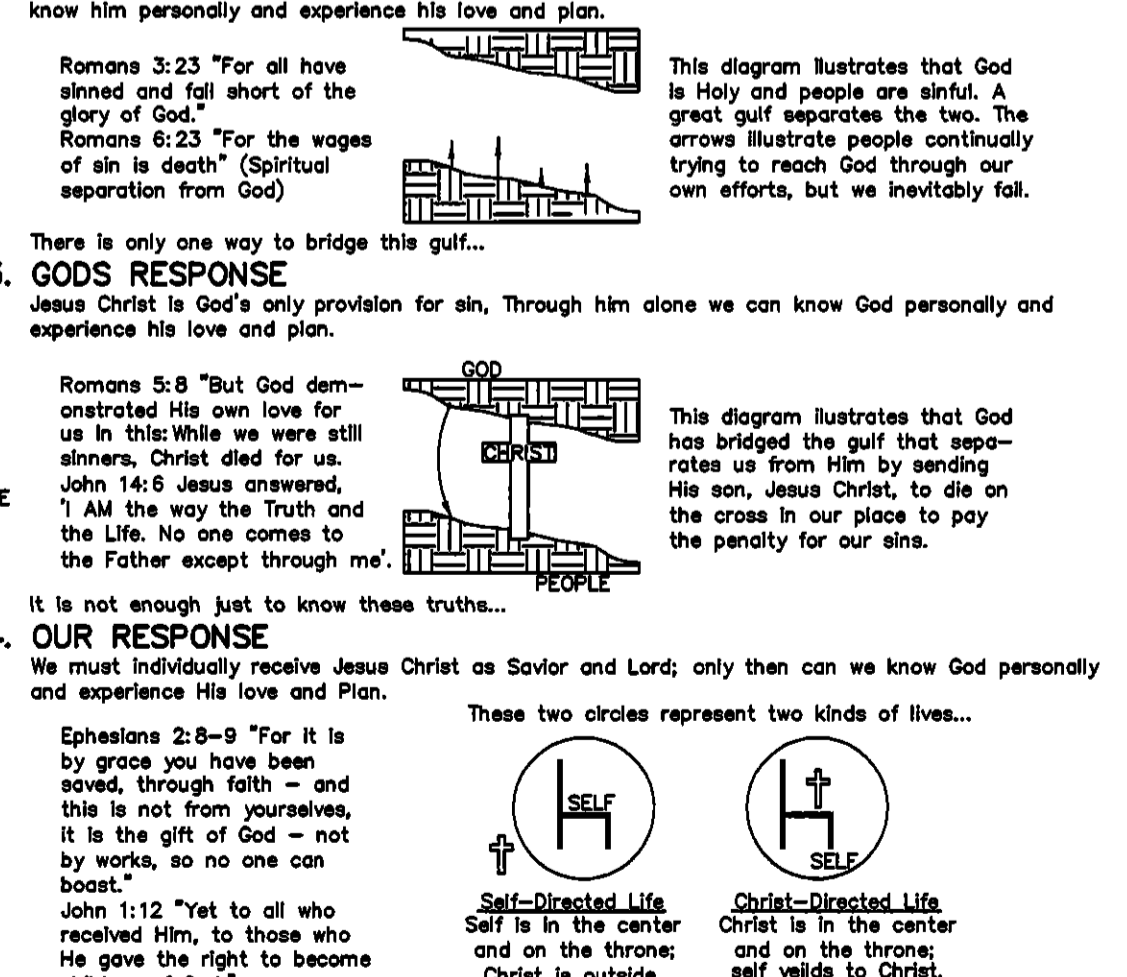 know him personally and experience his love and plan.
Romans 3:23 "For all have
sinned and fall short of the
glory of God."
Romans 6:23 "For the wages
of sin is death" (Spiritual
separation from God)
This diagram illustrates that God
is Holy and people are sinful. A
great gulf separates the two. The
arrows illustrate people continually
trying to reach God through our
own efforts, but we inevitably fail.
There is only one way to bridge this gulf...
GODS RESPONSE
Jesus Christ is God's only provision for sin, Through him alone we can know God personally and
experience his love and plan.
Romans 5:8 "But God dem-
onstrated His own love for
us in this: While we were still
sinners, Christ died for us.
John 14:6 Jesus answered,
'I AM the way the Truth and
the Life. No one comes to
the Father except through me'.
GOD
CHRIST
PEOPLE
This diagram illustrates that God
has bridged the gulf that sepa-
rates us from Him by sending
His son, Jesus Christ, to die on
the cross in our place to pay
the penalty for our sins.
It is not enough just to know these truths...
OUR RESPONSE
We must individually receive Jesus Christ as Savior and Lord; only then can we know God personally
and experience His love and Plan.
Ephesians 2:8-9 "For it is
by grace you have been
saved, through faith - and
this is not from yourselves,
it is the gift of God - not
by works, so no one can
boast."
John 1:12 "Yet to all who
received Him, to those who
He gave the right to become
These two circles represent two kinds of lives...
SELF
Self-Directed Life
Self is in the center
and on the throne;
Christ is outside
SELF
Christ-Directed Life
Christ is in the center
and on the throne;
self yeilds to Christ.